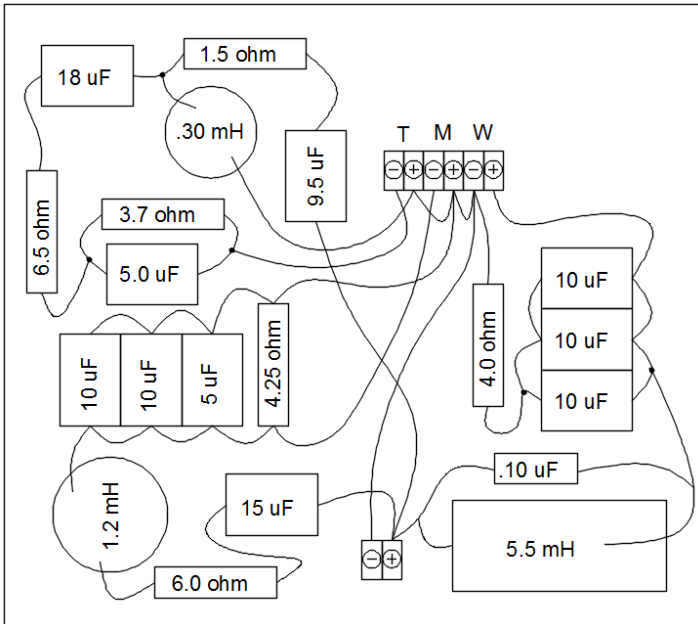 1.5 ohm
18 uF
.30 mH
9.5 uF
T M W
− + − + − +
6.5 ohm
3.7 ohm
5.0 uF
10 uF
10 uF
10 uF
4.0 ohm
10 uF
10 uF
5 uF
4.25 ohm
.10 uF
15 uF
1.2 mH
5.5 mH
− +
6.0 ohm